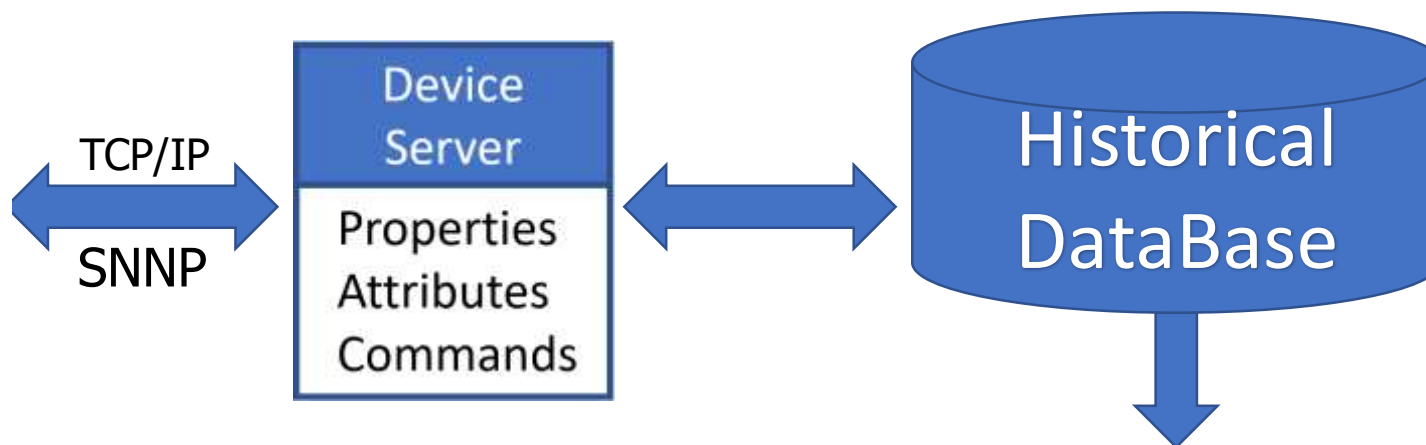 TCP/IP
SNNP
Device
Server
Properties
Attributes
Commands
Historical
DataBase